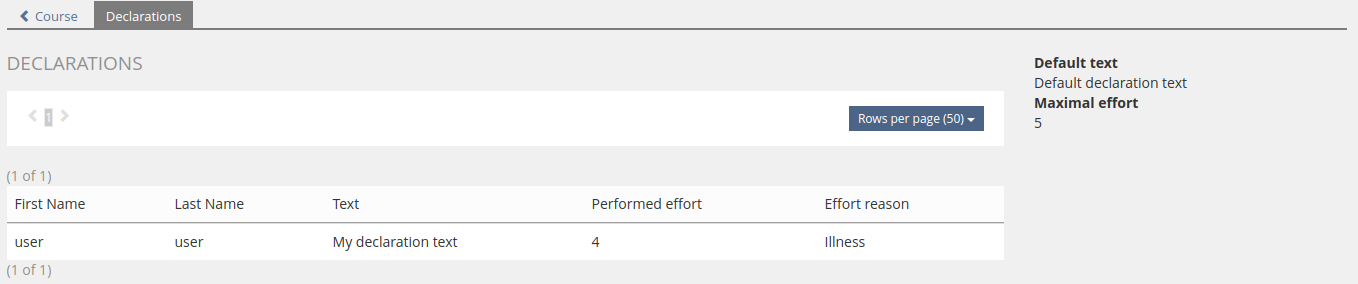 Course Declarations
DECLARATIONS
1
Rows per page (50)
(1 of 1)
First Name Last Name Text Performed effort Effort reason
user user My declaration text 4 Illness
(1 of 1)
Default text
Default declaration text
Maximal effort
5